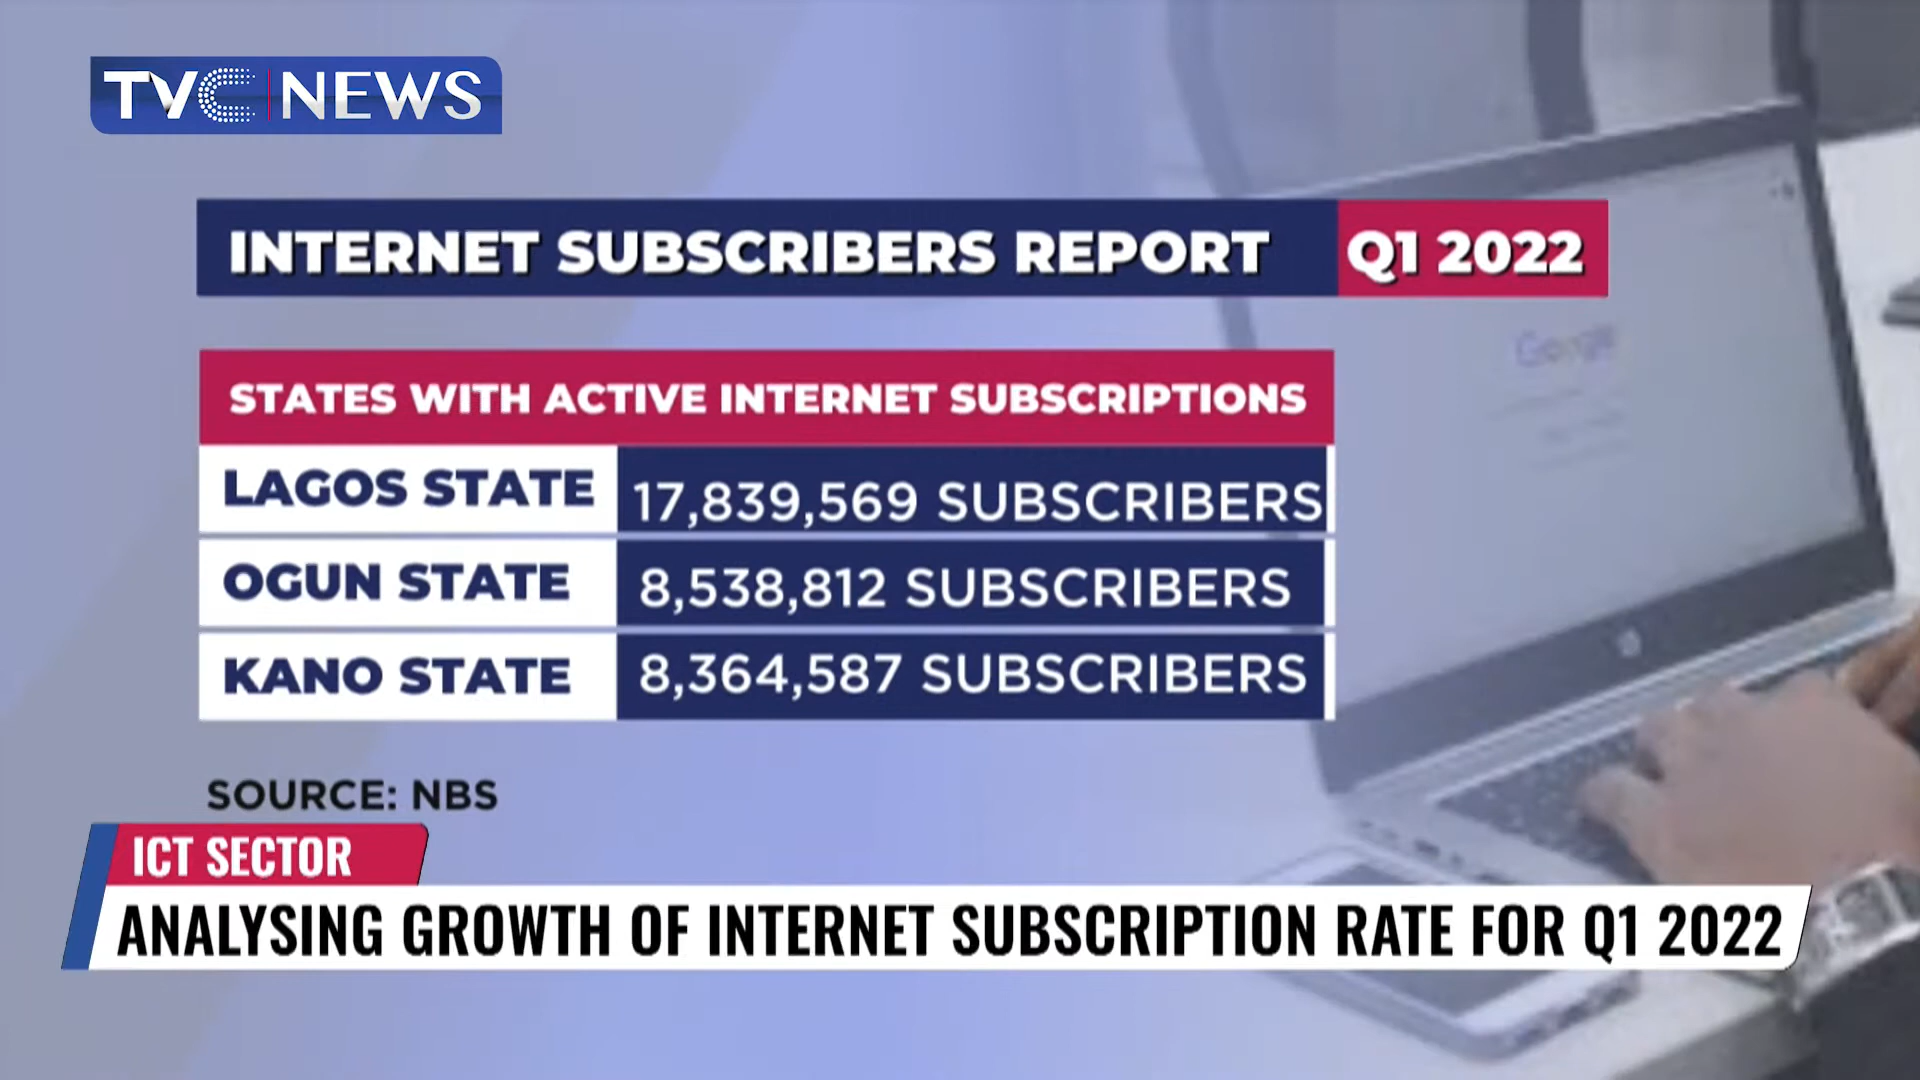 TVC NEWS
INTERNET SUBSCRIBERS REPORT Q1 2022
STATES WITH ACTIVE INTERNET SUBSCRIPTIONS
LAGOS STATE 17,839,569 SUBSCRIBERS
OGUN STATE 8,538,812 SUBSCRIBERS
KANO STATE 8,364,587 SUBSCRIBERS
Google
SOURCE: NBS
ICT SECTOR
ANALYSING GROWTH OF INTERNET SUBSCRIPTION RATE FOR Q1 2022